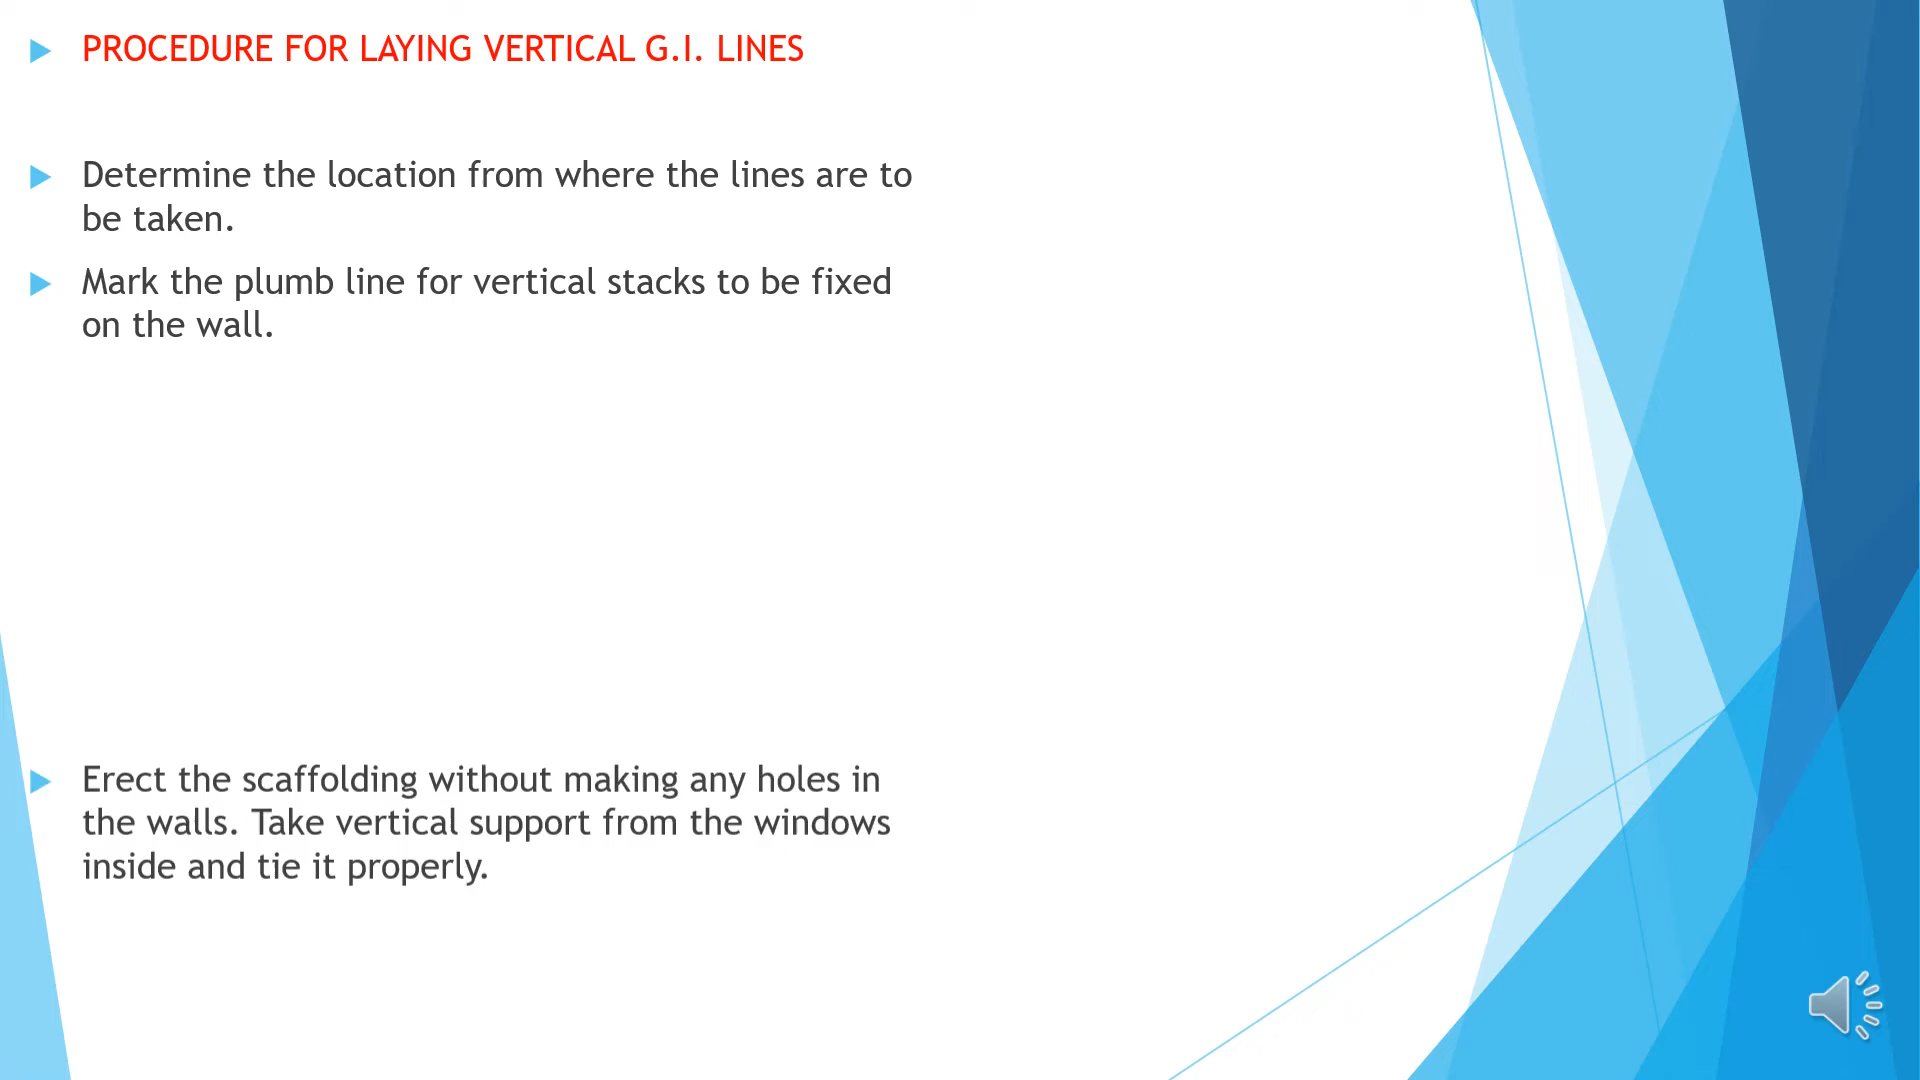 PROCEDURE FOR LAYING VERTICAL G.I. LINES
Determine the location from where the lines are to
be taken.
Mark the plumb line for vertical stacks to be fixed
on the wall.
Erect the scaffolding without making any holes in
the walls. Take vertical support from the windows
inside and tie it properly.